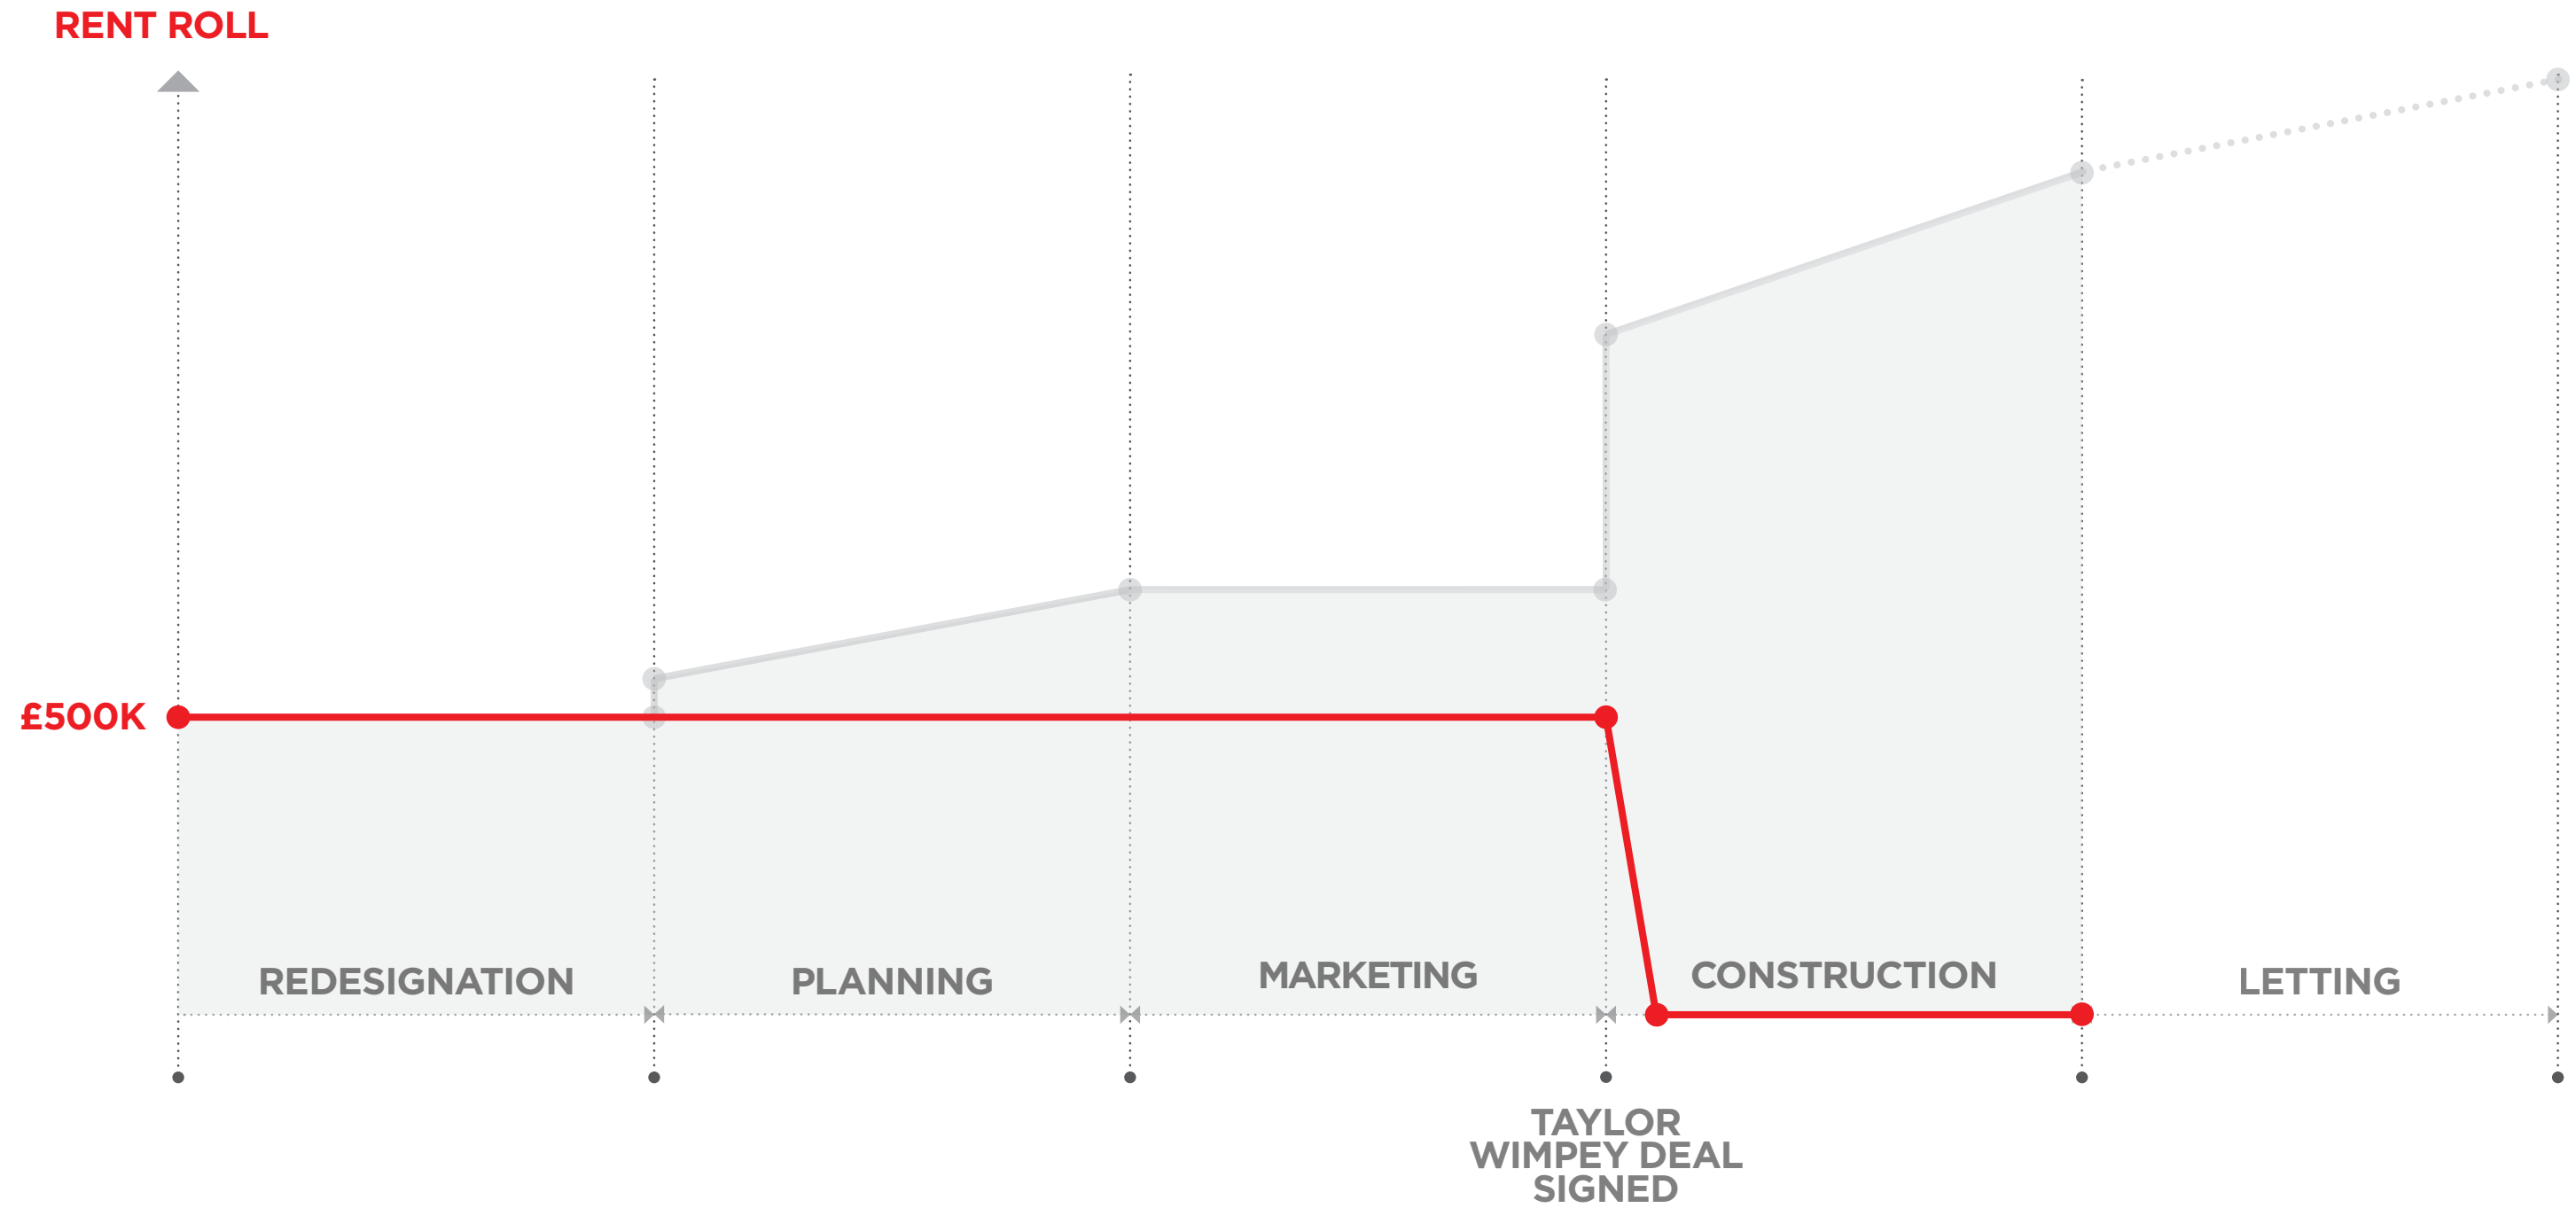 RENT ROLL
£500K
REDESIGNATION
PLANNING
MARKETING
CONSTRUCTION
LETTING
TAYLOR
WIMPEY DEAL
SIGNED